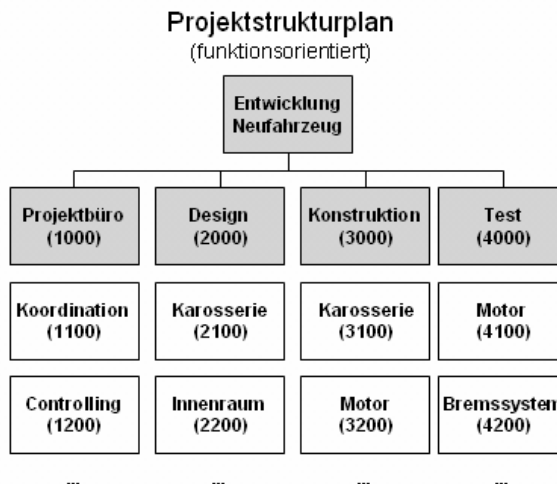 Projektstrukturplan
(funktionsorientiert)
Entwicklung
Neufahrzeug
Projektbüro
(1000)
Design
(2000)
Konstruktion
(3000)
Test
(4000)
Koordination
(1100)
Karosserie
(2100)
Karosserie
(3100)
Motor
(4100)
Controlling
(1200)
Innenraum
(2200)
Motor
(3200)
Bremssystem
(4200)
...
...
...
...